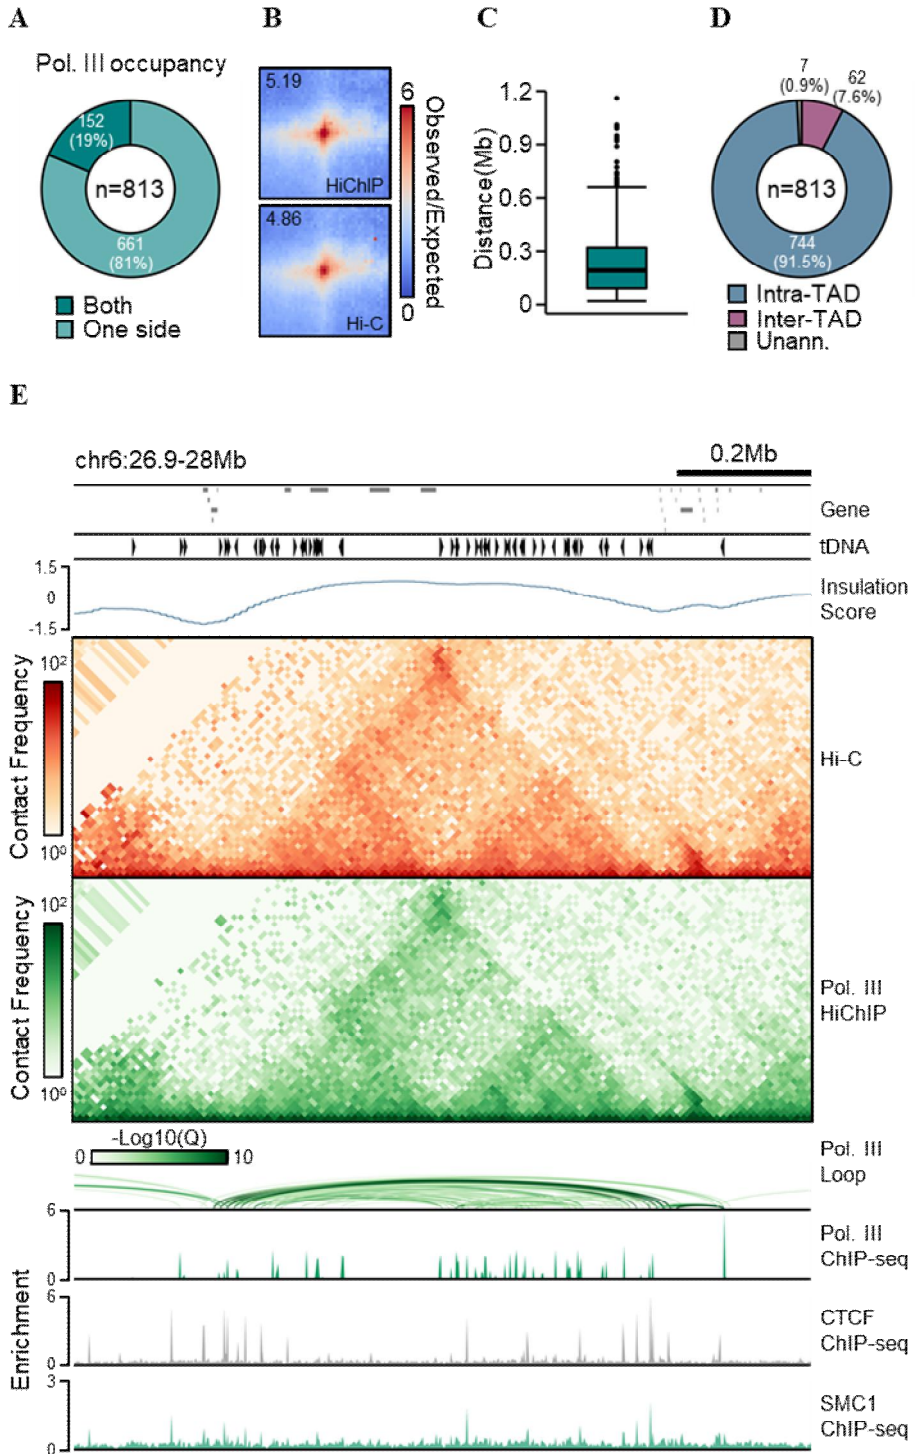 A
Pol. III occupancy
152
(19%)
n=813
661
(81%)
Both
One side
B
5.19
HiChIP
4.86
Hi-C
6
0
Observed/Expected
C
Distance(Mb)
1.2
0.9
0.6
0.3
0
D
7
(0.9%)
62
(7.6%)
n=813
744
(91.5%)
Intra-TAD
Inter-TAD
Unann.
E
chr6:26.9-28Mb
0.2Mb
Gene
tDNA
1.5
0
-1.5
Insulation
Score
Contact Frequency
10²
10⁰
Hi-C
Contact Frequency
10²
10⁰
Pol. III
HiChIP
-Log10(Q)
0
10
Pol. III
Loop
Enrichment
6
0
Pol. III
ChIP-seq
6
0
CTCF
ChIP-seq
3
0
SMC1
ChIP-seq